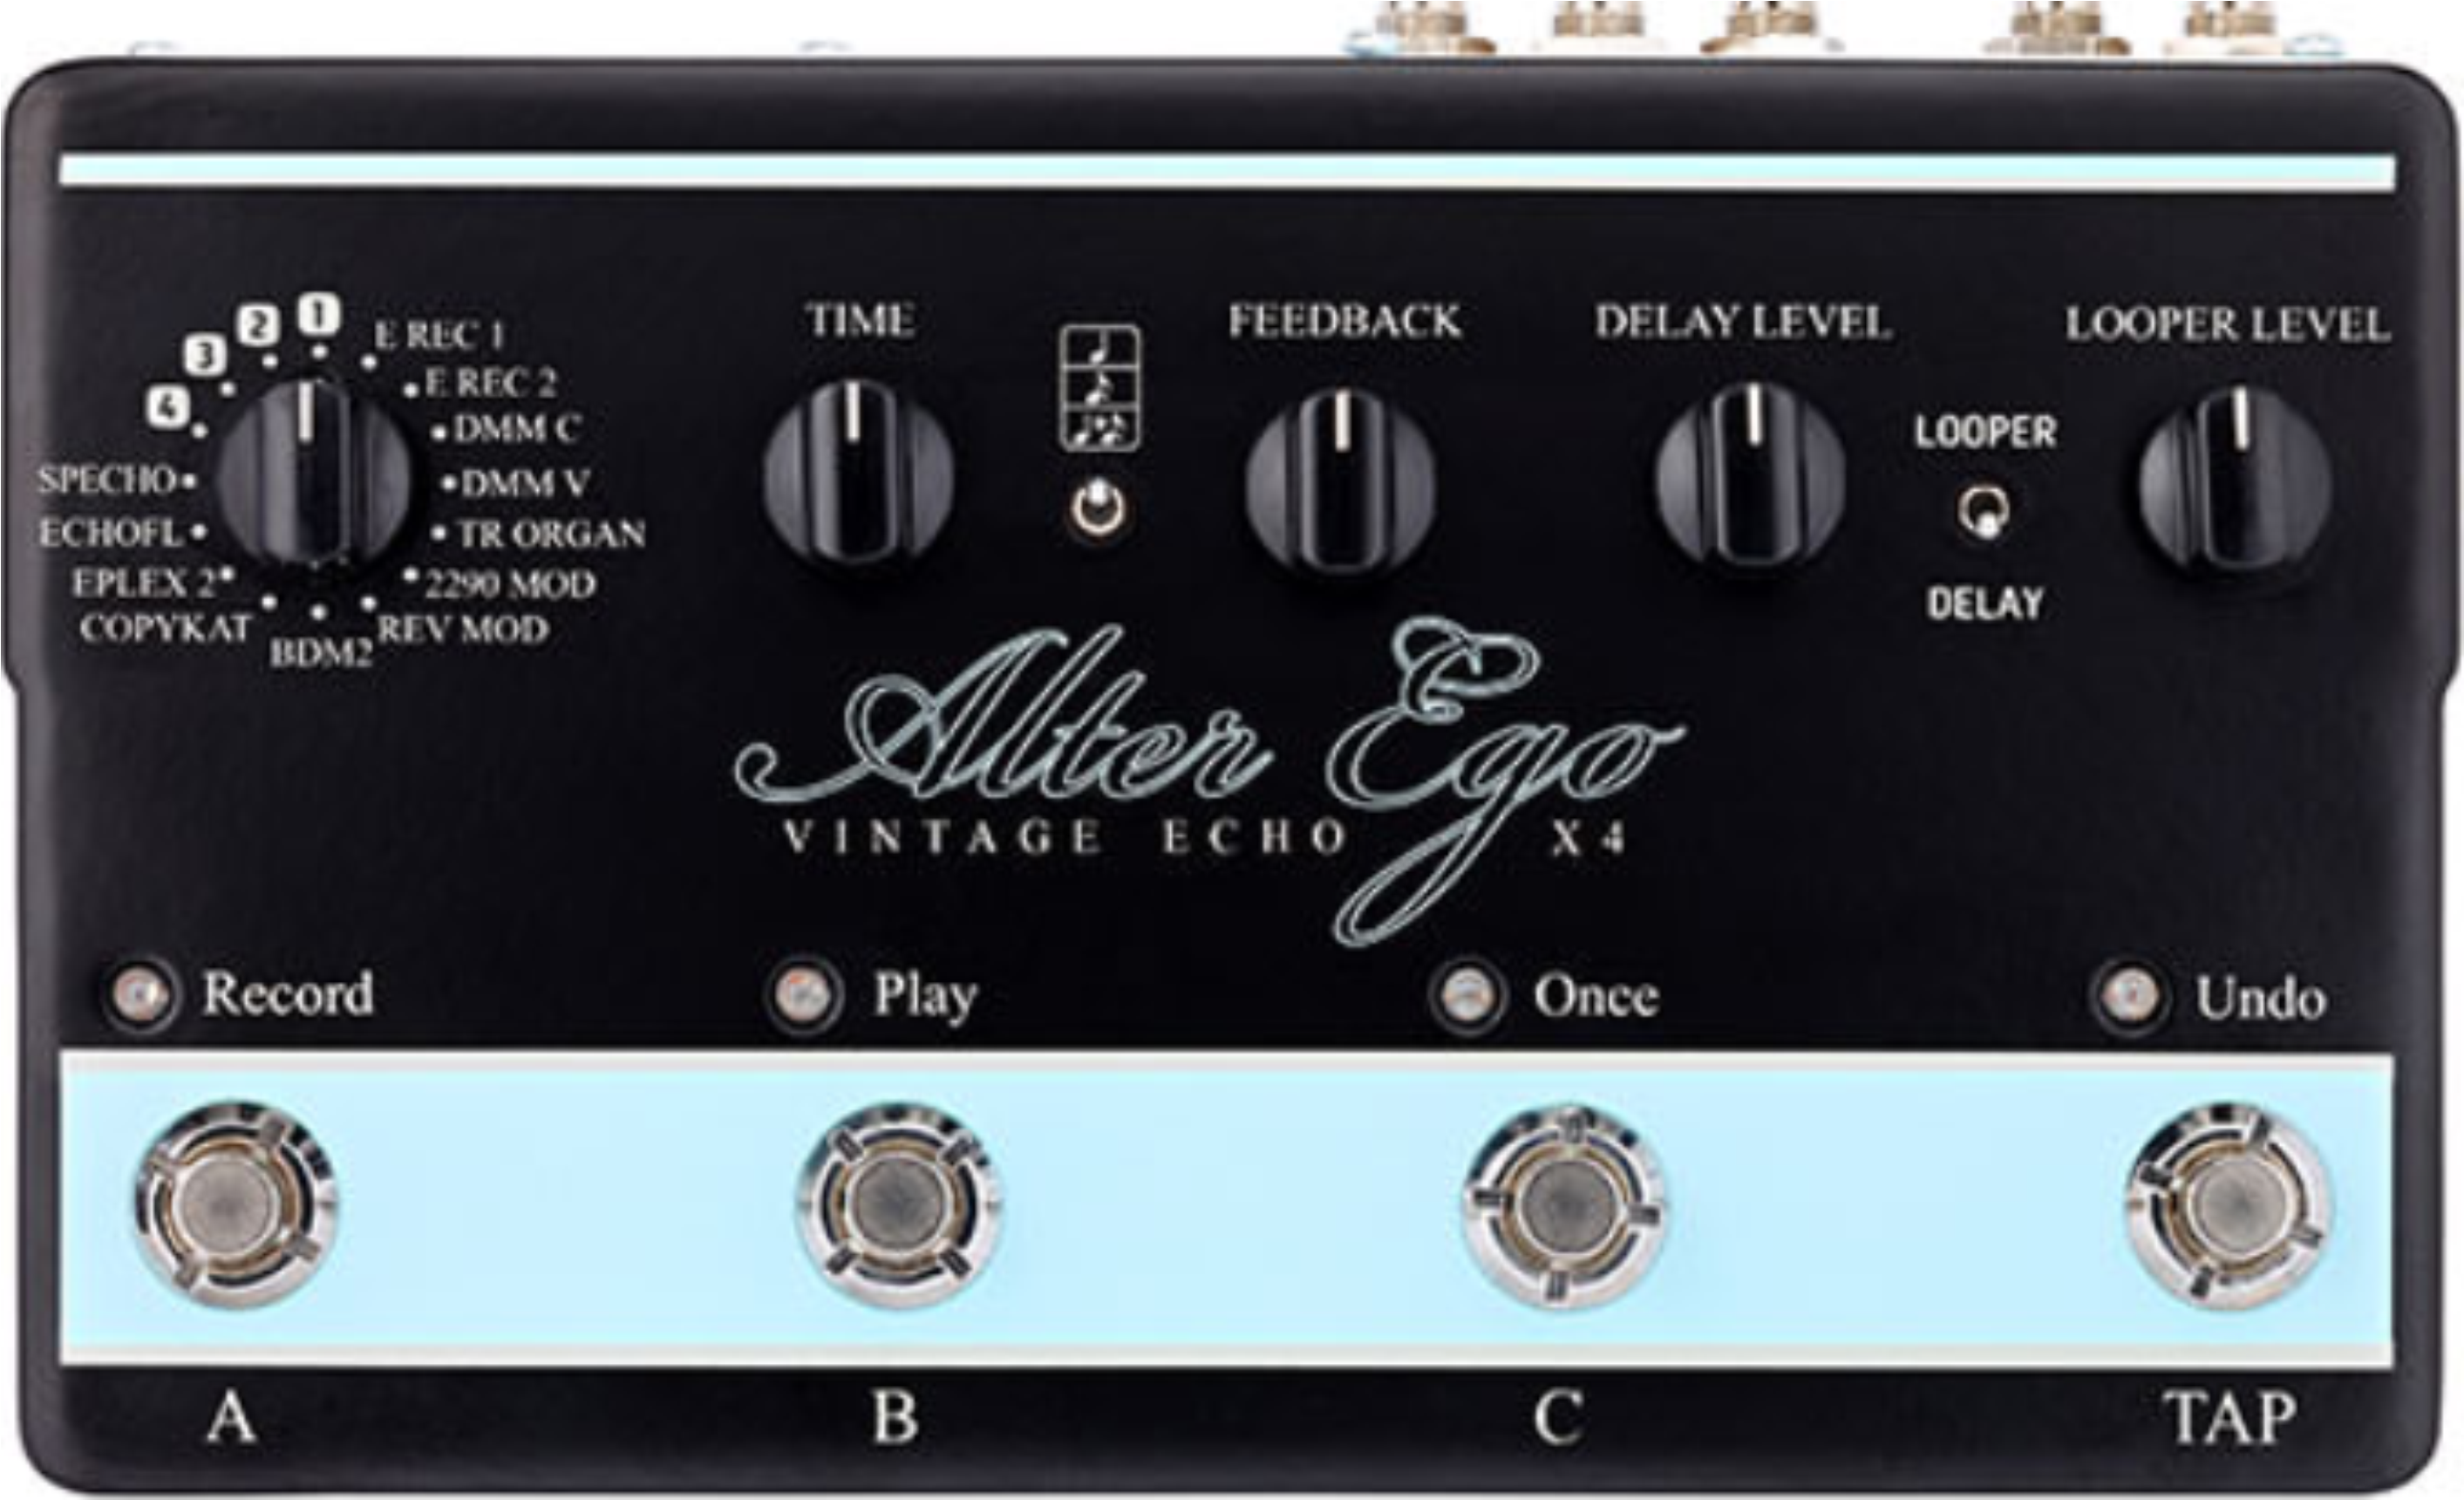 1
2
3
4
E REC 1
E REC 2
DMM C
DMM V
TR ORGAN
2290 MOD
REV MOD
BDM2
COPYKAT
EPLEX 2
ECHOFL
SPECHO
TIME
FEEDBACK
DELAY LEVEL
LOOPER
DELAY
LOOPER LEVEL
Alter Ego
VINTAGE ECHO X4
Record
Play
Once
Undo
A
B
C
TAP